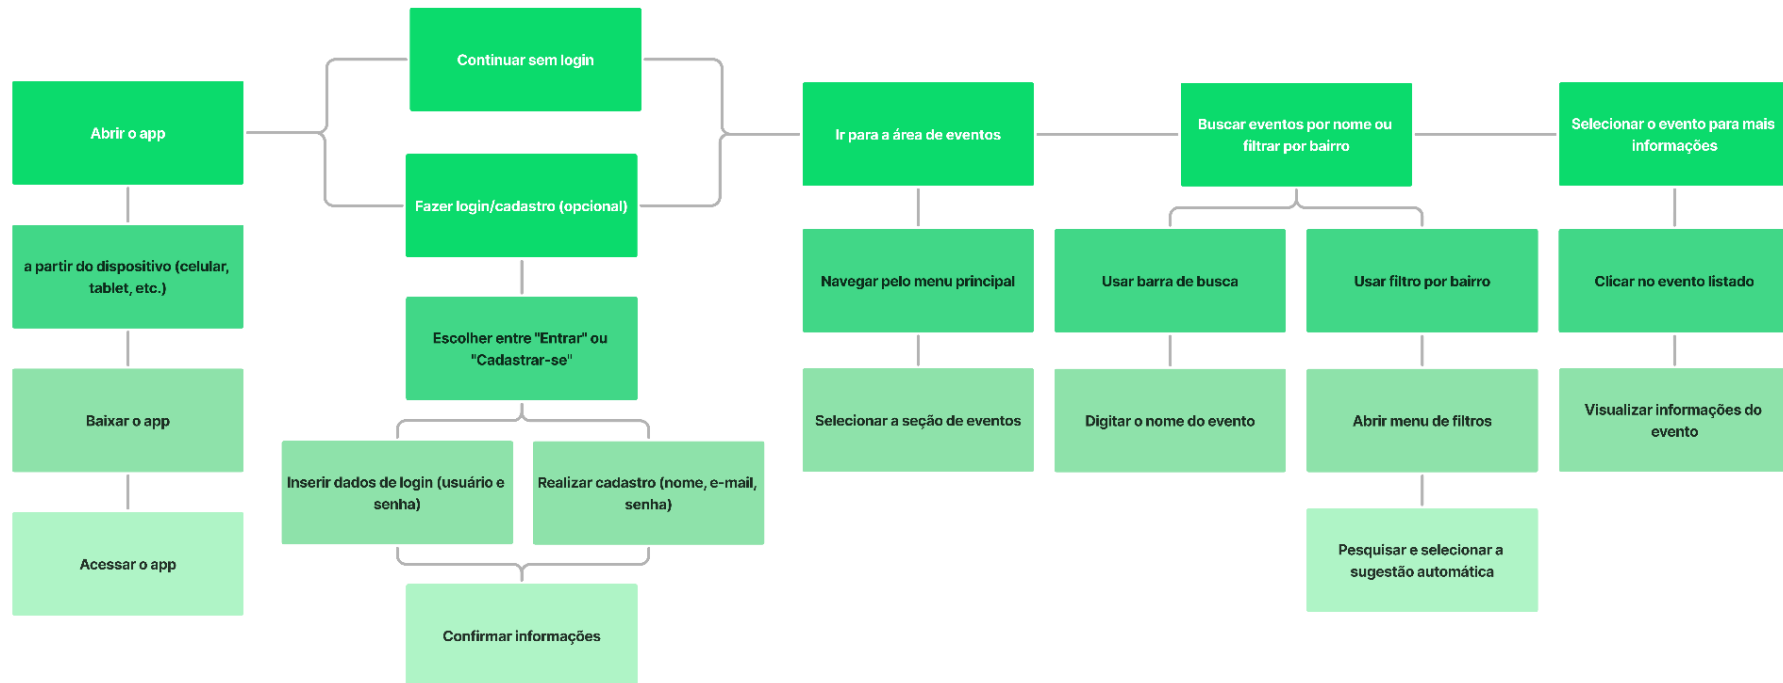 Continuar sem login
Abrir o app
Ir para a área de eventos
Buscar eventos por nome ou
filtrar por bairro
Selecionar o evento para mais
informações
Fazer login/cadastro (opcional)
a partir do dispositivo (celular,
tablet, etc.)
Navegar pelo menu principal
Usar barra de busca
Usar filtro por bairro
Clicar no evento listado
Escolher entre "Entrar" ou
"Cadastrar-se"
Baixar o app
Selecionar a seção de eventos
Digitar o nome do evento
Abrir menu de filtros
Visualizar informações do
evento
Inserir dados de login (usuário e
senha)
Realizar cadastro (nome, e-mail,
senha)
Acessar o app
Pesquisar e selecionar a
sugestão automática
Confirmar informações